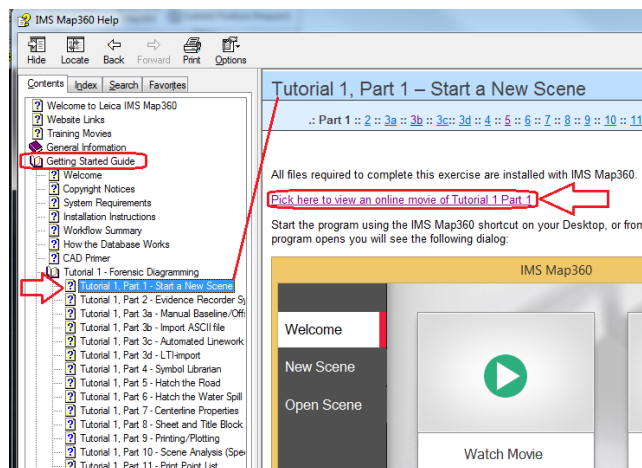 IMS Map360 Help
Hide Locate Back Forward Print Options
Contents Index Search Favorites
Welcome to Leica IMS Map360
Website Links
Training Movies
General Information
Getting Started Guide
Welcome
Copyright Notices
System Requirements
Installation Instructions
Workflow Summary
How the Database Works
CAD Primer
Tutorial 1 - Forensic Diagramming
Tutorial 1, Part 1 - Start a New Scene
Tutorial 1, Part 2 - Evidence Recorder Sy
Tutorial 1, Part 3a - Manual Baseline/Offs
Tutorial 1, Part 3b - Import ASCII file
Tutorial 1, Part 3c - Automated Linework
Tutorial 1, Part 3d - LTI-import
Tutorial 1, Part 4 - Symbol Librarian
Tutorial 1, Part 5 - Hatch the Road
Tutorial 1, Part 6 - Hatch the Water Spill
Tutorial 1, Part 7 - Centerline Properties
Tutorial 1, Part 8 - Sheet and Title Block
Tutorial 1, Part 9 - Printing/Plotting
Tutorial 1, Part 10 - Scene Analysis (Spe
Tutorial 1, Part 11 - Print Point List
Tutorial 1, Part 1 – Start a New Scene
.: Part 1 :: 2 :: 3a :: 3b :: 3c:: 3d :: 4 :: 5 :: 6 :: 7 :: 8 :: 9 :: 10 :: 11
All files required to complete this exercise are installed with IMS Map360.
Pick here to view an online movie of Tutorial 1 Part 1
Start the program using the IMS Map360 shortcut on your Desktop, or from
program opens you will see the following dialog:
IMS Map360
Welcome
New Scene
Open Scene
Watch Movie